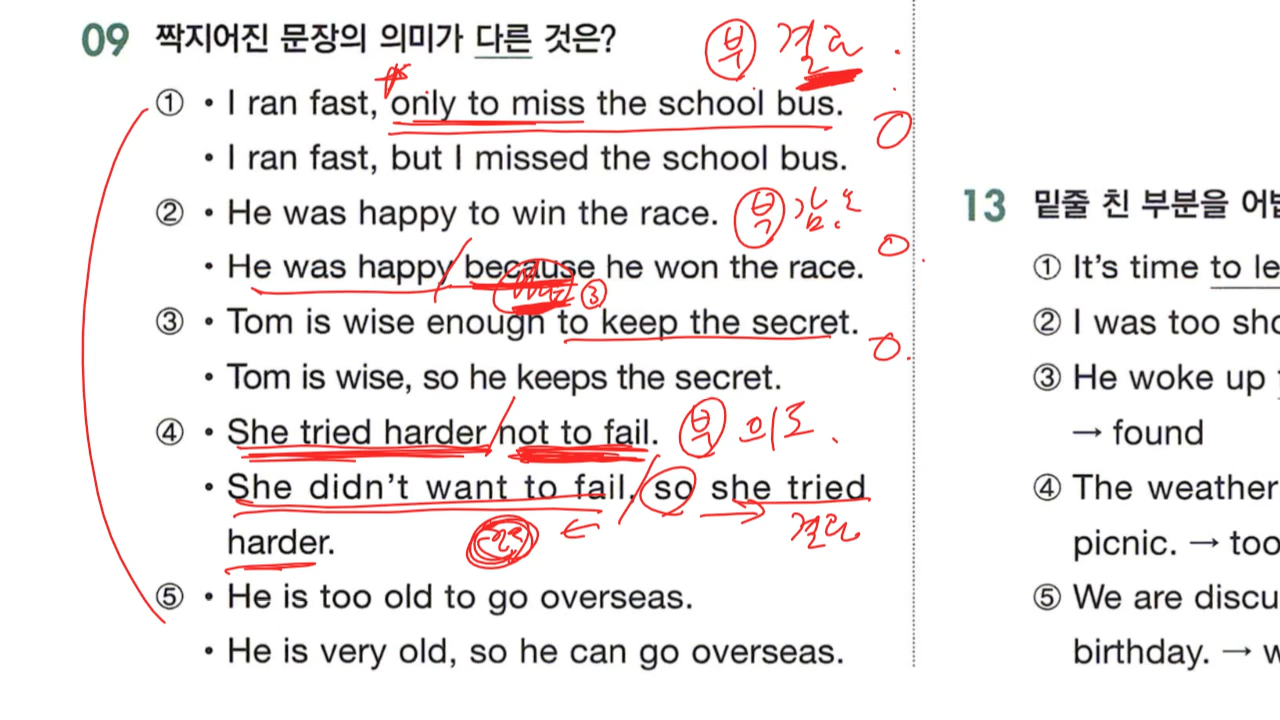 09 짝지어진 문장의 의미가 다른 것은?
부 결과
① • I ran fast, only to miss the school bus.
• I ran fast, but I missed the school bus.
② • He was happy to win the race.
부 감.
• He was happy because he won the race.
③
③ • Tom is wise enough to keep the secret.
• Tom is wise, so he keeps the secret.
④ • She tried harder not to fail.
부 의도
• She didn't want to fail, so she tried
harder.
결과
⑤ • He is too old to go overseas.
• He is very old, so he can go overseas.
13 밑줄 친 부분을 어
① It's time to le
② I was too sho
③ He woke up
→ found
④ The weather
picnic. → too
⑤ We are discu
birthday. → w